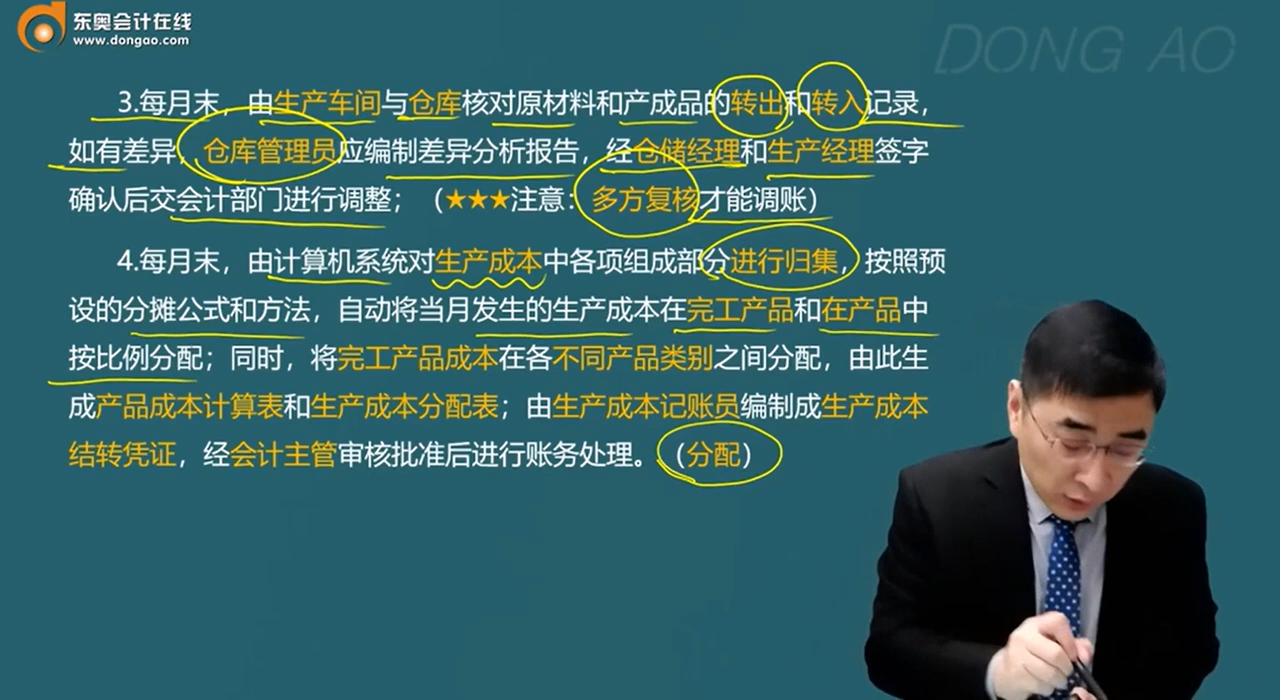 东奥会计在线
www.dongao.com
DONG AO
3.每月末，由生产车间与仓库核对原材料和产成品的转出和转入记录，
如有差异，仓库管理员应编制差异分析报告，经仓储经理和生产经理签字
确认后交会计部门进行调整；（★★★注意：多方复核才能调账）
4.每月末，由计算机系统对生产成本中各项组成部分进行归集，按照预
设的分摊公式和方法，自动将当月发生的生产成本在完工产品和在产品中
按比例分配；同时，将完工产品成本在各不同产品类别之间分配，由此生
成产品成本计算表和生产成本分配表；由生产成本记账员编制成生产成本
结转凭证，经会计主管审核批准后进行账务处理。（分配）